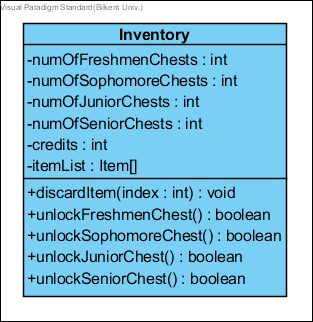 Visual Paradigm Standard(Bilkent Univ.)
Inventory
-numOfFreshmenChests : int
-numOfSophomoreChests : int
-numOfJuniorChests : int
-numOfSeniorChests : int
-credits : int
-itemList : Item[]
+discardItem(index : int) : void
+unlockFreshmenChest() : boolean
+unlockSophomoreChest() : boolean
+unlockJuniorChest() : boolean
+unlockSeniorChest() : boolean